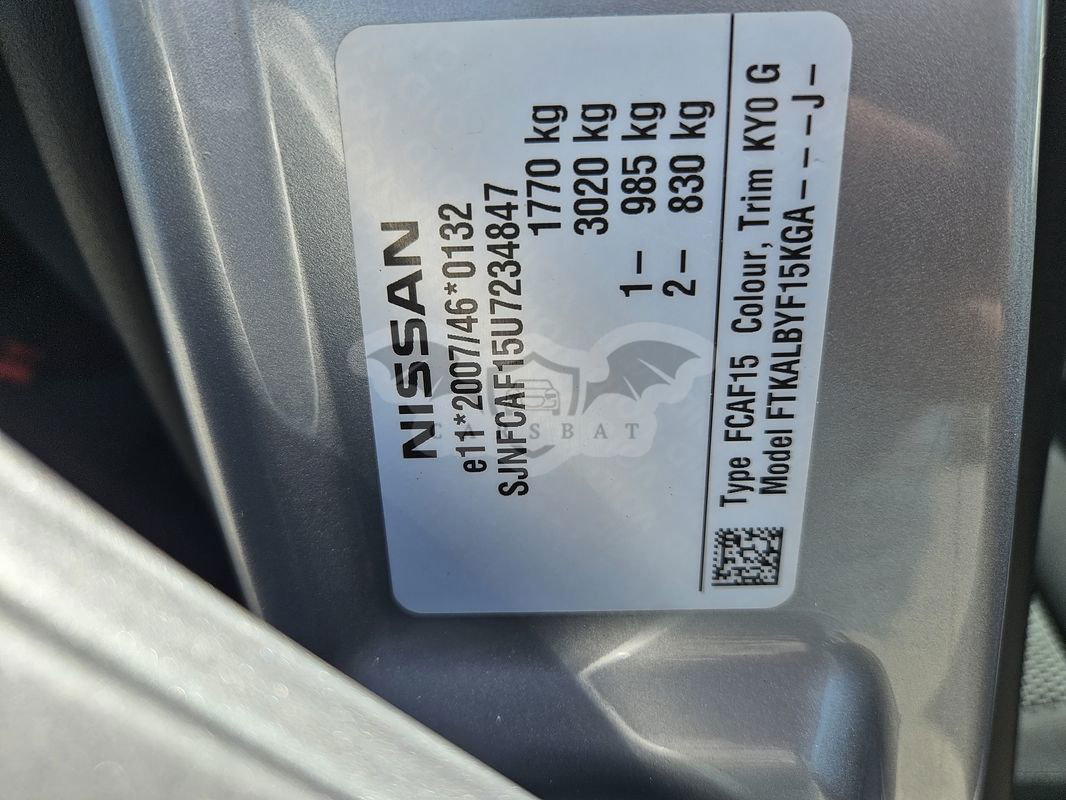 NISSAN
e11*2007/46*0132
SJNFCAF15U7234847
1770 kg
3020 kg
1– 985 kg
2– 830 kg
Type FCAF15 Colour, Trim KY0 G
Model FTKALBYF15KGA- - - J -
CARSBAT